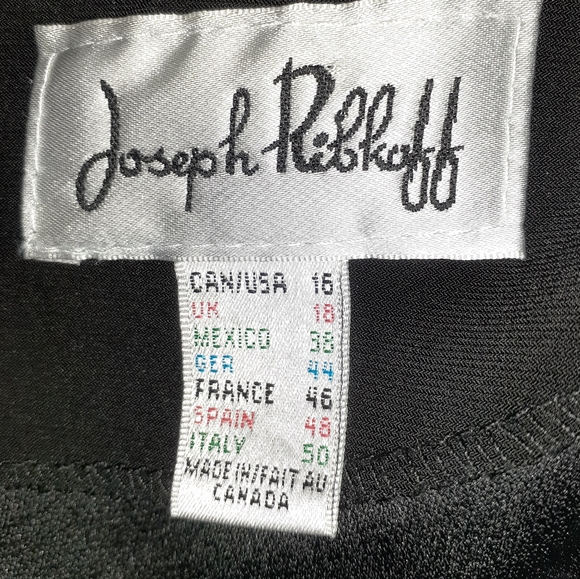 Joseph Ribkoff
CAN/USA 16
UK 18
MEXICO 38
GER 44
FRANCE 46
SPAIN 48
ITALY 50
MADE IN/FAIT AU
CANADA